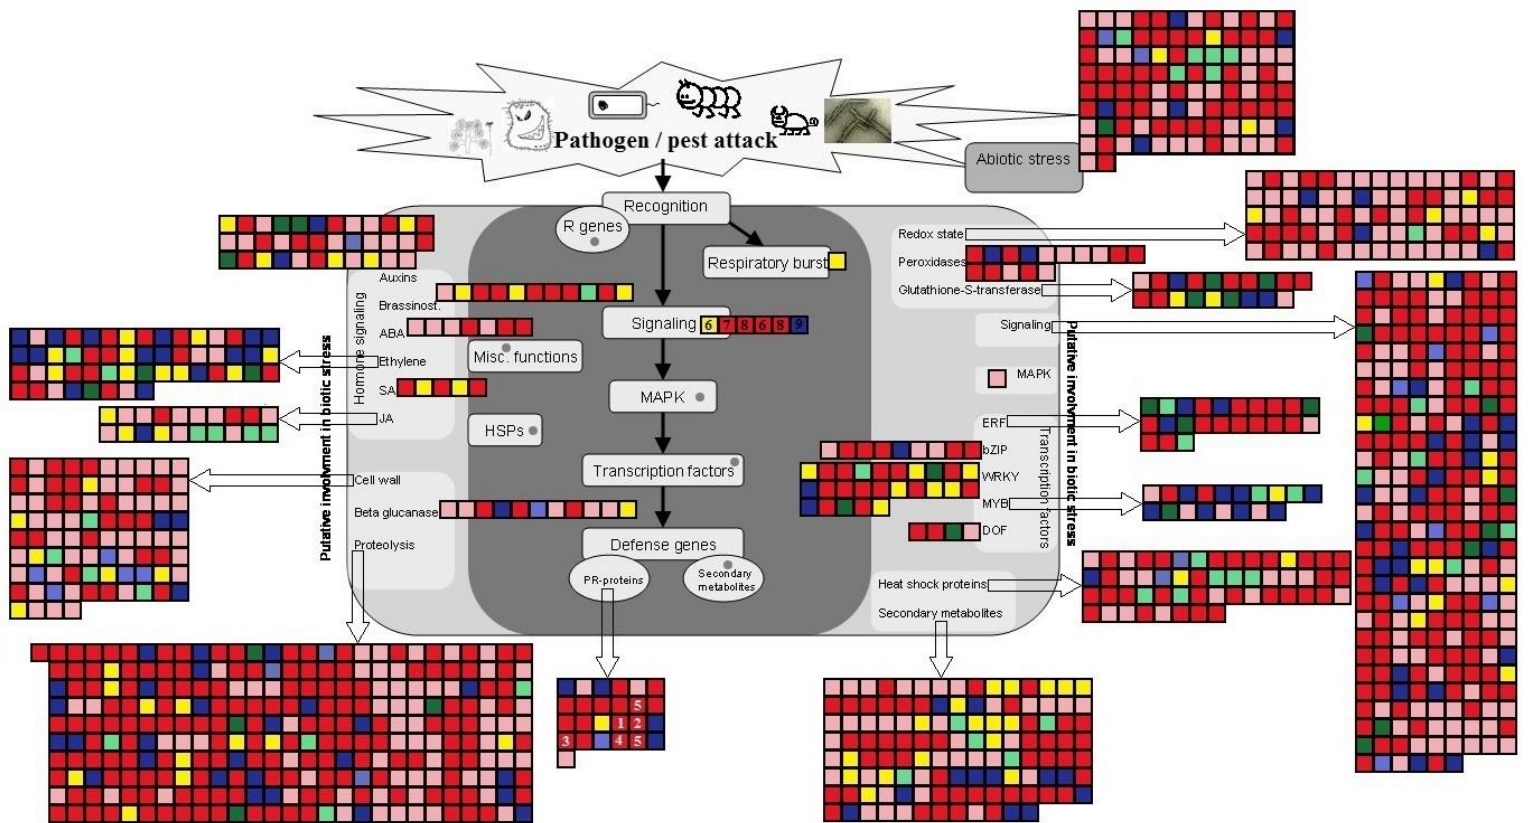 Pathogen / pest attack
Abiotic stress
Recognition
R genes
Respiratory burst
Auxins
Brassinost.
ABA
Ethylene
SA
JA
Hormone signaling
Cell wall
Beta glucanase
Proteolysis
Putative involvment in biotic stress
Signaling
6 7 8 6 8 9
Misc. functions
MAPK
HSPs
Transcription factors
Defense genes
PR-proteins
Secondary
metabolites
5
1 2
3 4 5
Redox state
Peroxidases
Glutathione-S-transferase
Signaling
MAPK
ERF
bZIP
WRKY
MYB
DOF
Transcription factors
Putative involvment in biotic stress
Heat shock proteins
Secondary metabolites